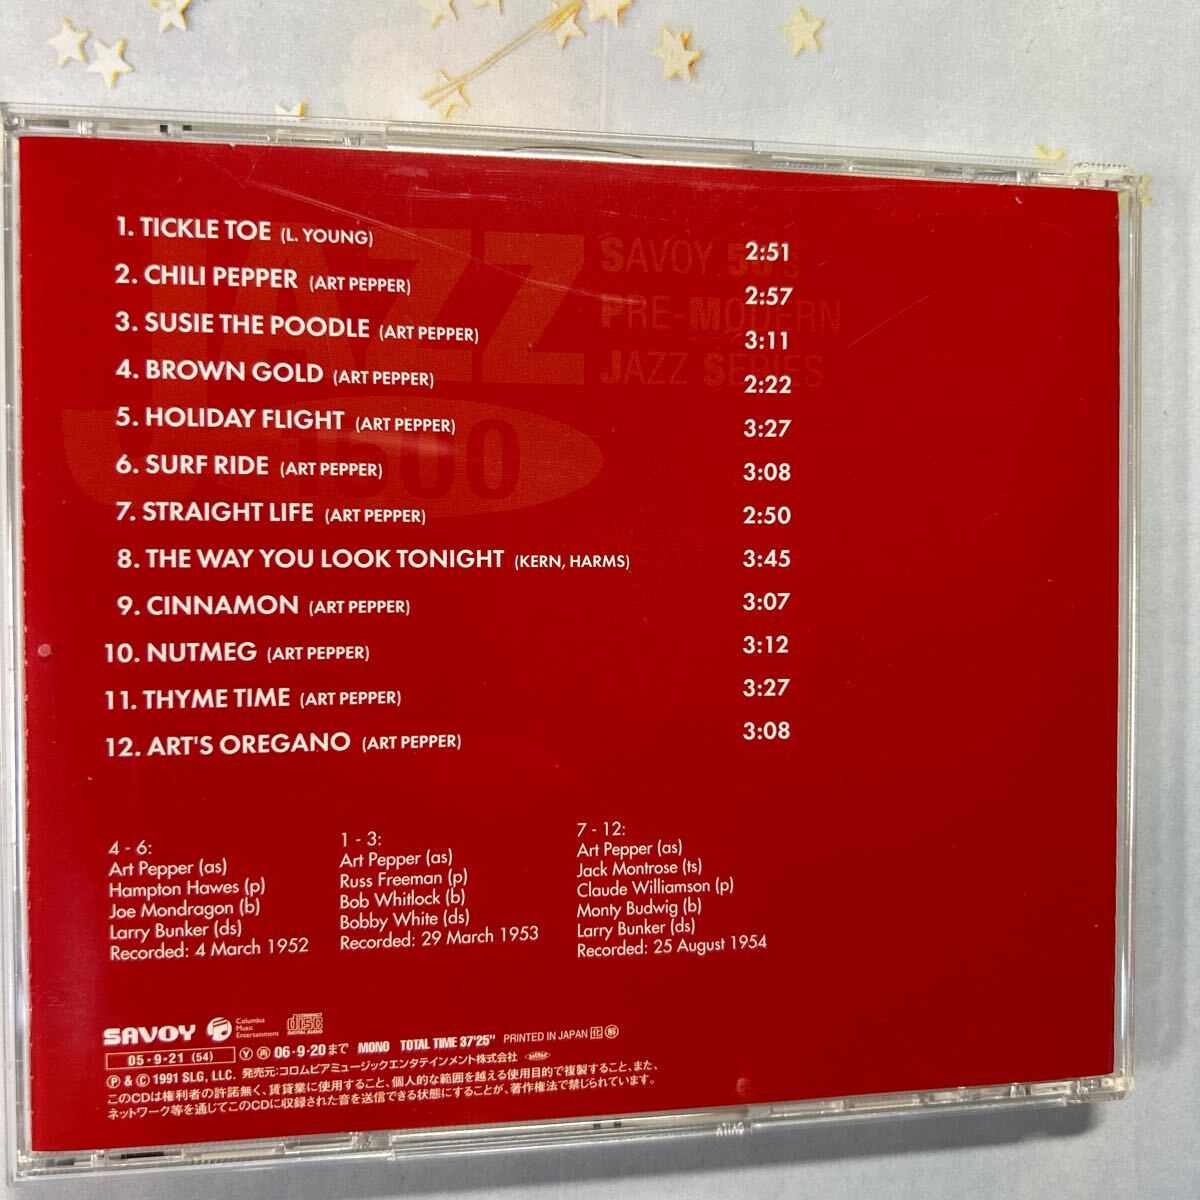 1. TICKLE TOE (L. YOUNG) 2:51
2. CHILI PEPPER (ART PEPPER) 2:57
3. SUSIE THE POODLE (ART PEPPER) 3:11
4. BROWN GOLD (ART PEPPER) 2:22
5. HOLIDAY FLIGHT (ART PEPPER) 3:27
6. SURF RIDE (ART PEPPER) 3:08
7. STRAIGHT LIFE (ART PEPPER) 2:50
8. THE WAY YOU LOOK TONIGHT (KERN, HARMS) 3:45
9. CINNAMON (ART PEPPER) 3:07
10. NUTMEG (ART PEPPER) 3:12
11. THYME TIME (ART PEPPER) 3:27
12. ART'S OREGANO (ART PEPPER) 3:08
JAZZ
1500
SAVOY 50's
PRE-MODERN
JAZZ SERIES
4 - 6:
Art Pepper (as)
Hampton Hawes (p)
Joe Mondragon (b)
Larry Bunker (ds)
Recorded: 4 March 1952
1 - 3:
Art Pepper (as)
Russ Freeman (p)
Bob Whitlock (b)
Bobby White (ds)
Recorded: 29 March 1953
7 - 12:
Art Pepper (as)
Jack Montrose (ts)
Claude Williamson (p)
Monty Budwig (b)
Larry Bunker (ds)
Recorded: 25 August 1954
SAVOY
Columbia
Music
Entertainment
COMPACT
disc
DIGITAL AUDIO
05・9・21 (54) Ⓨ ㊢ 06・9・20まで MONO TOTAL TIME 37'25" PRINTED IN JAPAN
Ⓟ & © 1991 SLG, LLC. 発売元:コロムビアミュージックエンタテインメント株式会社
このCDは権利者の許諾無く、賃貸業に使用すること、個人的な範囲を越える使用目的で複製すること、また、
ネットワーク等を通じてこのCDに収録された音を送信できる状態にすることが、著作権法で禁じられています。